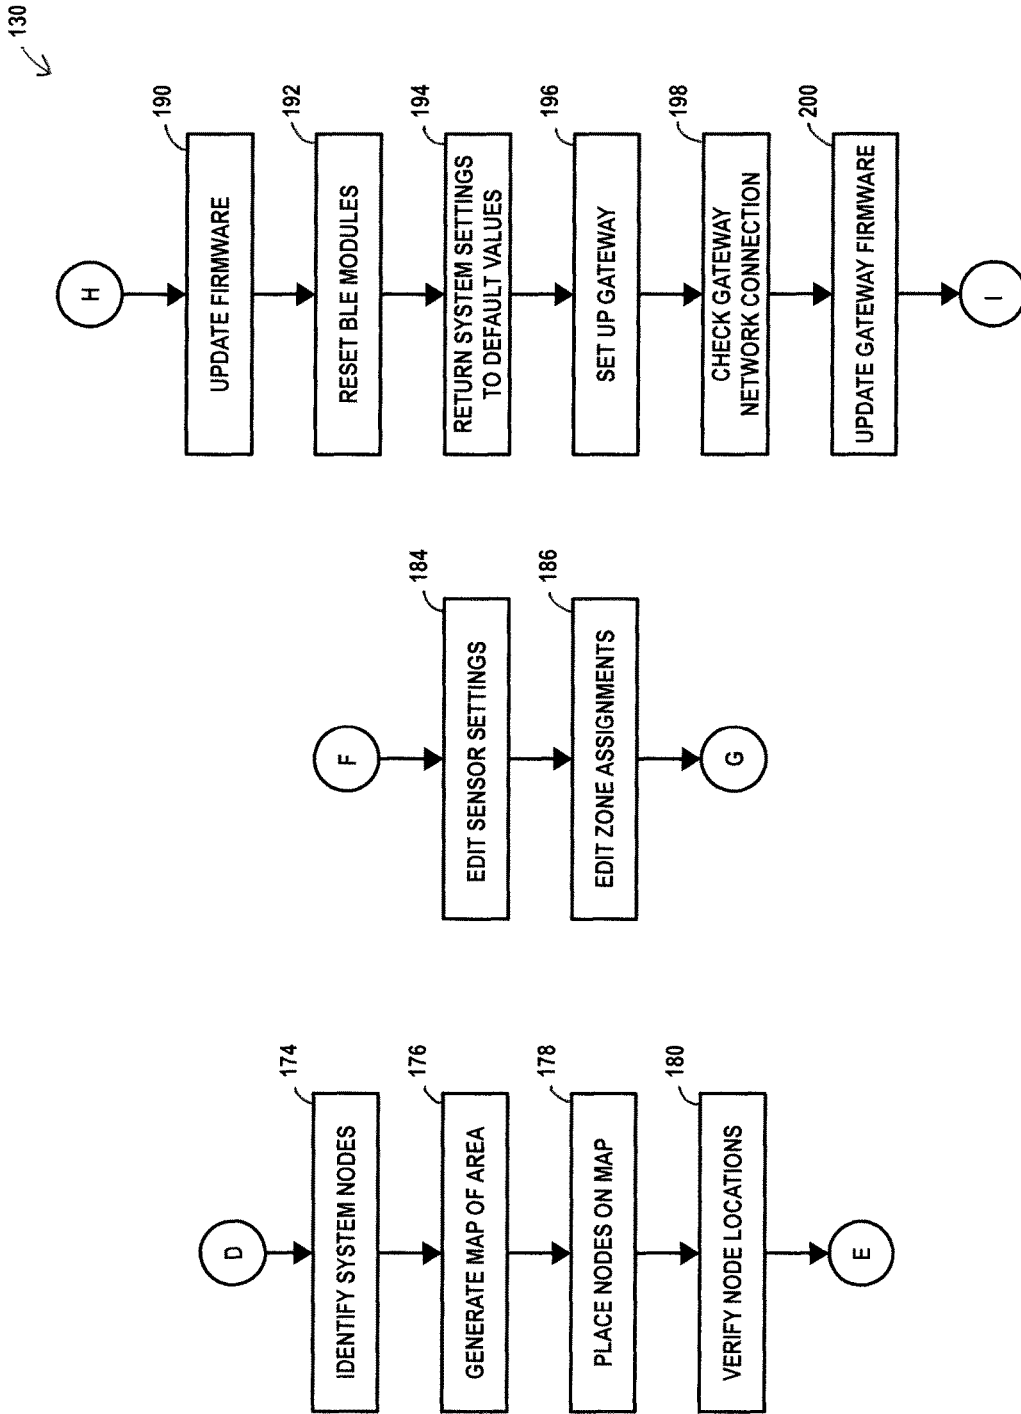 130
D
174
IDENTIFY SYSTEM NODES
176
GENERATE MAP OF AREA
178
PLACE NODES ON MAP
180
VERIFY NODE LOCATIONS
E
F
184
EDIT SENSOR SETTINGS
186
EDIT ZONE ASSIGNMENTS
G
H
190
UPDATE FIRMWARE
192
RESET BLE MODULES
194
RETURN SYSTEM SETTINGS
TO DEFAULT VALUES
196
SET UP GATEWAY
198
CHECK GATEWAY
NETWORK CONNECTION
200
UPDATE GATEWAY FIRMWARE
I